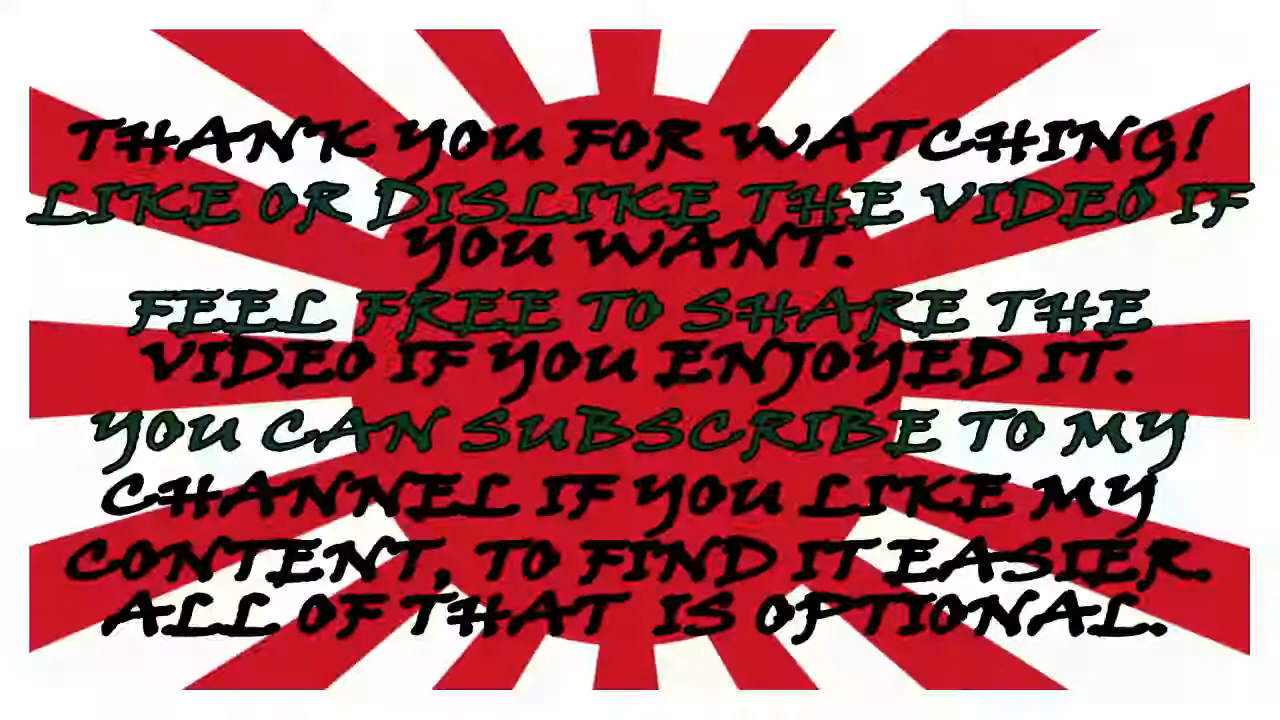 THANK YOU FOR WATCHING!
LIKE OR DISLIKE THE VIDEO IF
YOU WANT.
FEEL FREE TO SHARE THE
VIDEO IF YOU ENJOYED IT.
YOU CAN SUBSCRIBE TO MY
CHANNEL IF YOU LIKE MY
CONTENT, TO FIND IT EASIER.
ALL OF THAT IS OPTIONAL.